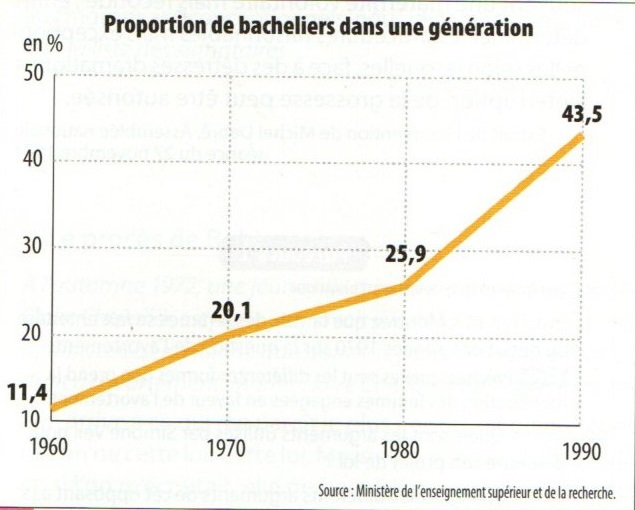 Proportion de bacheliers dans une génération
en %
50
43,5
40
30
25,9
20,1
20
11,4
10
1960 1970 1980 1990
Source : Ministère de l'enseignement supérieur et de la recherche.